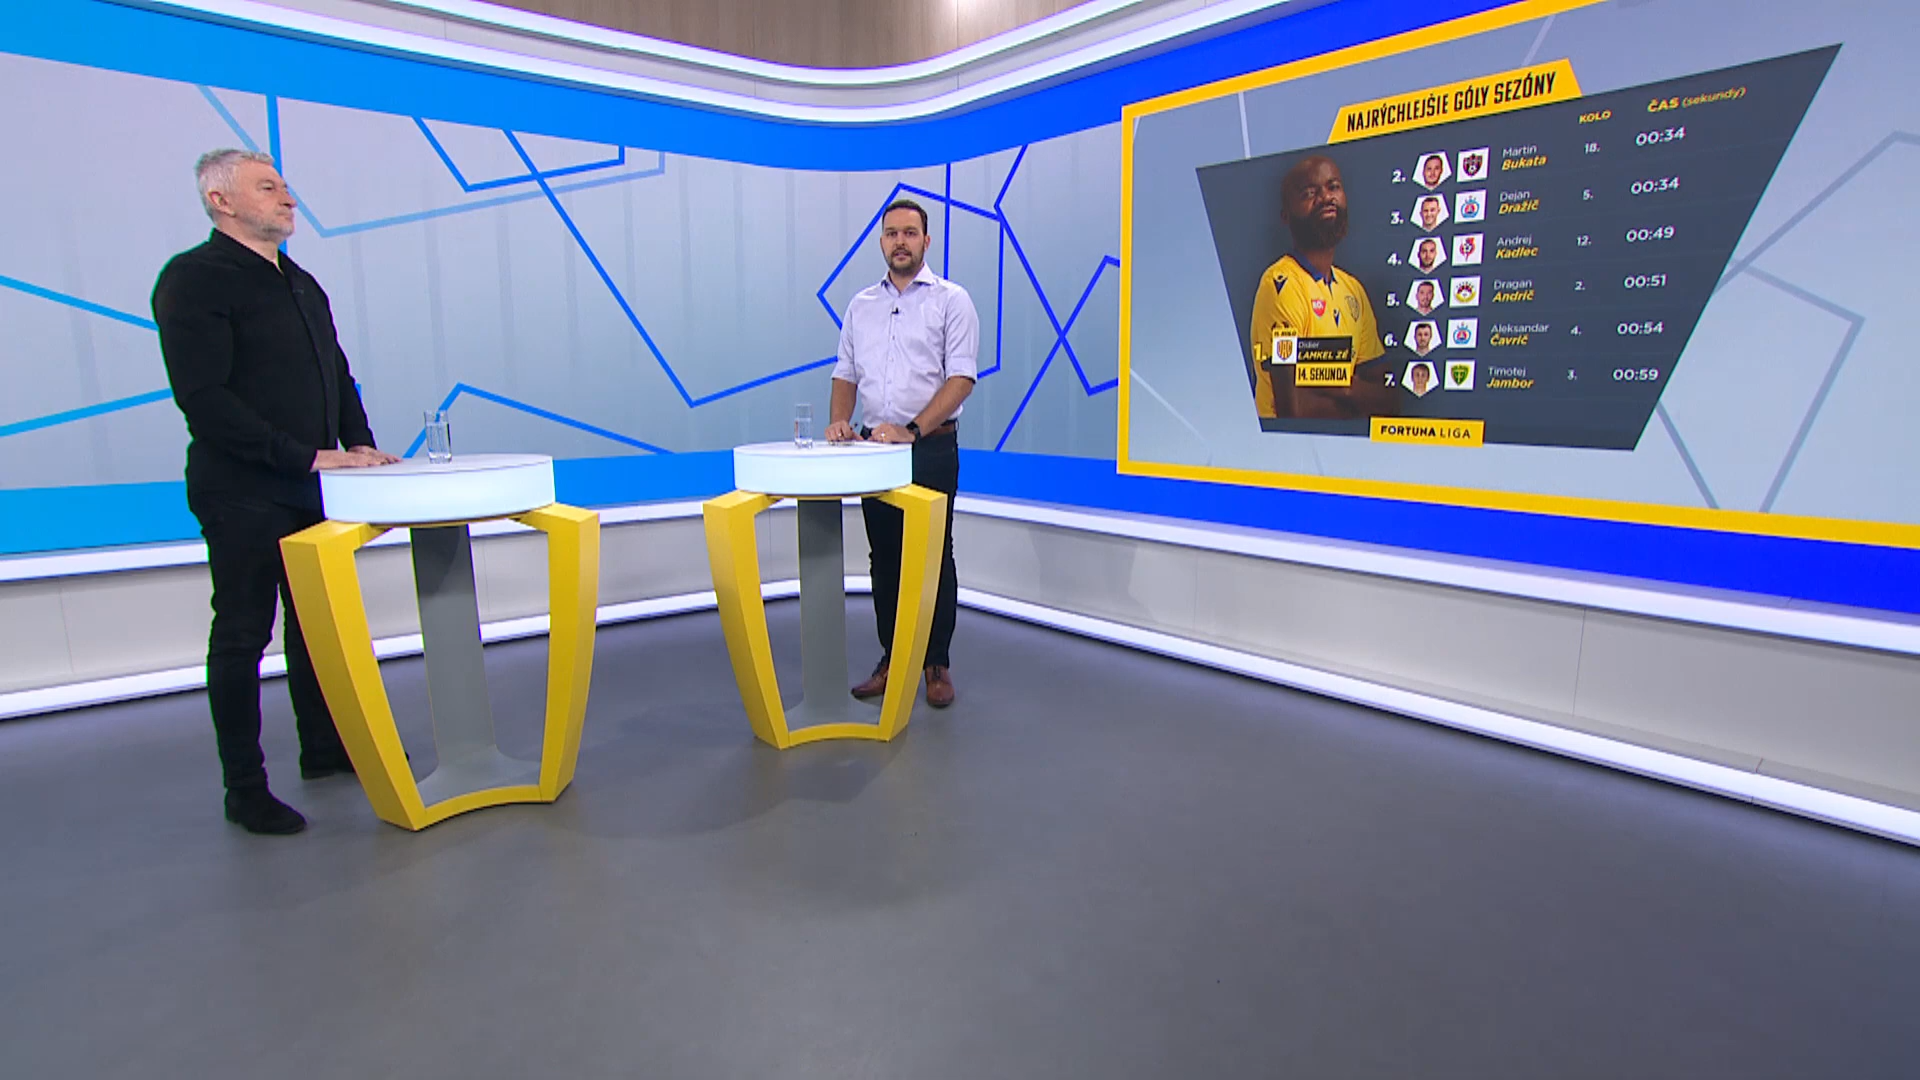 NAJRÝCHLEJŠIE GÓLY SEZÓNY
KOLO ČAS (sekundy)
2. Martin Bukata 18. 00:34
3. Dejan Dražič 5. 00:34
4. Andrej Kadlec 12. 00:49
5. Dragan Andrič 2. 00:51
6. Aleksandar Čavrič 4. 00:54
7. Timotej Jambor 3. 00:59
1. Didier LAMKEL ZÉ
14. SEKUNDA
FORTUNA LIGA